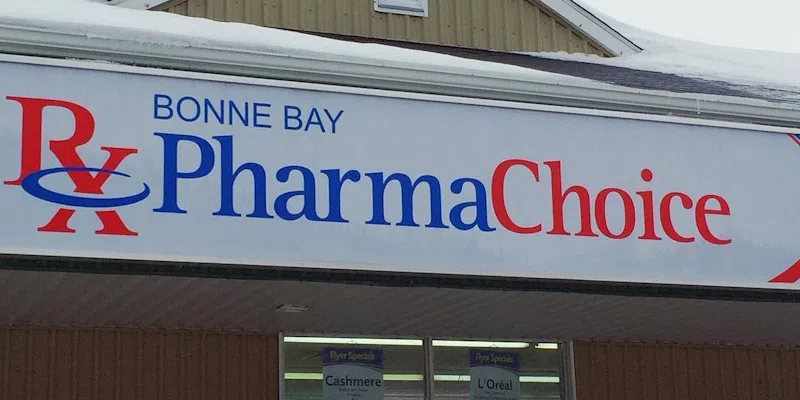 BONNE BAY
Rx PharmaChoice
Flyer Specials
Cashmere
Flyer Specials
L'Oréal